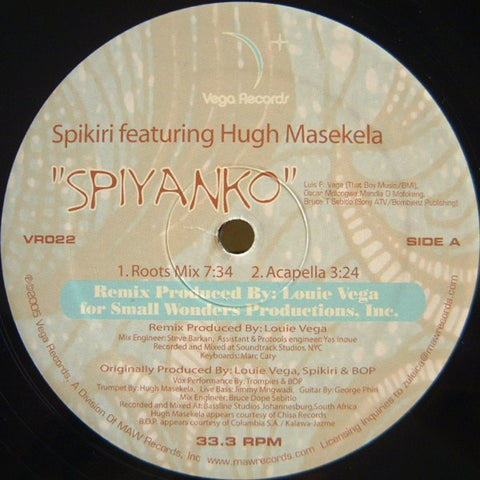 Vega Records
Spikiri featuring Hugh Masekela
"SPIYANKO"
Luis F. Vega (That Boy Music/BMI),
Oscar Mdlongwa, Mandla D Mofokeng,
Bruce T Sebitlo (Song ATV/Bombenz Publishing)
VR022
SIDE A
1. Roots Mix 7:34 2. Acapella 3:24
Remix Produced By: Louie Vega
for Small Wonders Productions, Inc.
Remix Produced By: Louie Vega
Mix Engineer: Steve Barkan, Assistant & Protools engineer: Yas Inoue
Recorded and Mixed at Soundtrack Studios, NYC
Keyboards: Marc Cary
Originally Produced By: Louie Vega, Spikiri & BOP
Vox Performance By: Trompies & BOP
Trumpet By: Hugh Masekela, Live Bass: Jimmy Mngwadi, Guitar By: George Phiri
Mix Engineer: Bruce Dope Sebitlo
Recorded and Mixed At: Bassline Studios Johannesburg, South Africa
Hugh Masekela appears courtesy of Chisa Records
B.O.P. appears courtesy of Columbia S.A. / Kalawa-Jazme
33.3 RPM
℗©2005 Vega Records, A Division Of MAW Records, Inc. www.mawrecords.com Licensing Inquiries to: @mawrecords.com